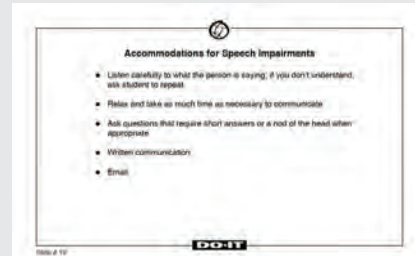 Accommodations for Speech Impairments
• Listen carefully to what the person is saying; if you don't understand,
ask student to repeat
• Relax and take as much time as necessary to communicate
• Ask questions that require short answers or a nod of the head when
appropriate
• Written communication
• Email
DO-IT